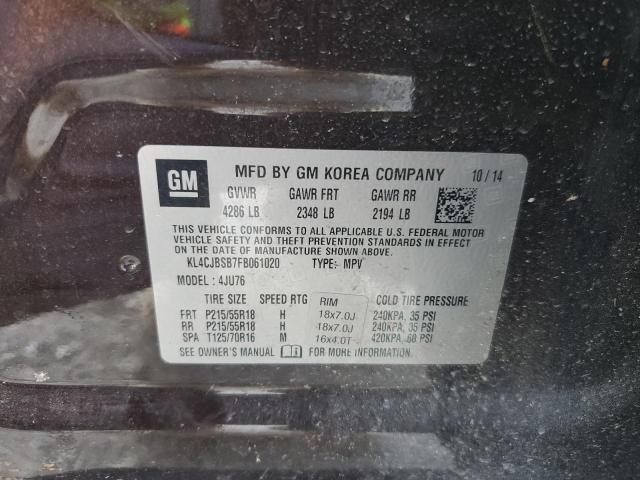 GM
MFD BY GM KOREA COMPANY 10 / 14
GVWR GAWR FRT GAWR RR
4286 LB 2348 LB 2194 LB
THIS VEHICLE CONFORMS TO ALL APPLICABLE U.S. FEDERAL MOTOR
VEHICLE SAFETY AND THEFT PREVENTION STANDARDS IN EFFECT
ON THE DATE OF MANUFACTURE SHOWN ABOVE.
KL4CJBSB7FB061020 TYPE: MPV
MODEL : 4JU76
TIRE SIZE SPEED RTG RIM COLD TIRE PRESSURE
FRT P215/55R18 H 18x7.0J 240KPA, 35 PSI
RR P215/55R18 H 18x7.0J 240KPA, 35 PSI
SPA T125/70R16 M 16x4.0T 420KPA, 60 PSI
SEE OWNER'S MANUAL FOR MORE INFORMATION.